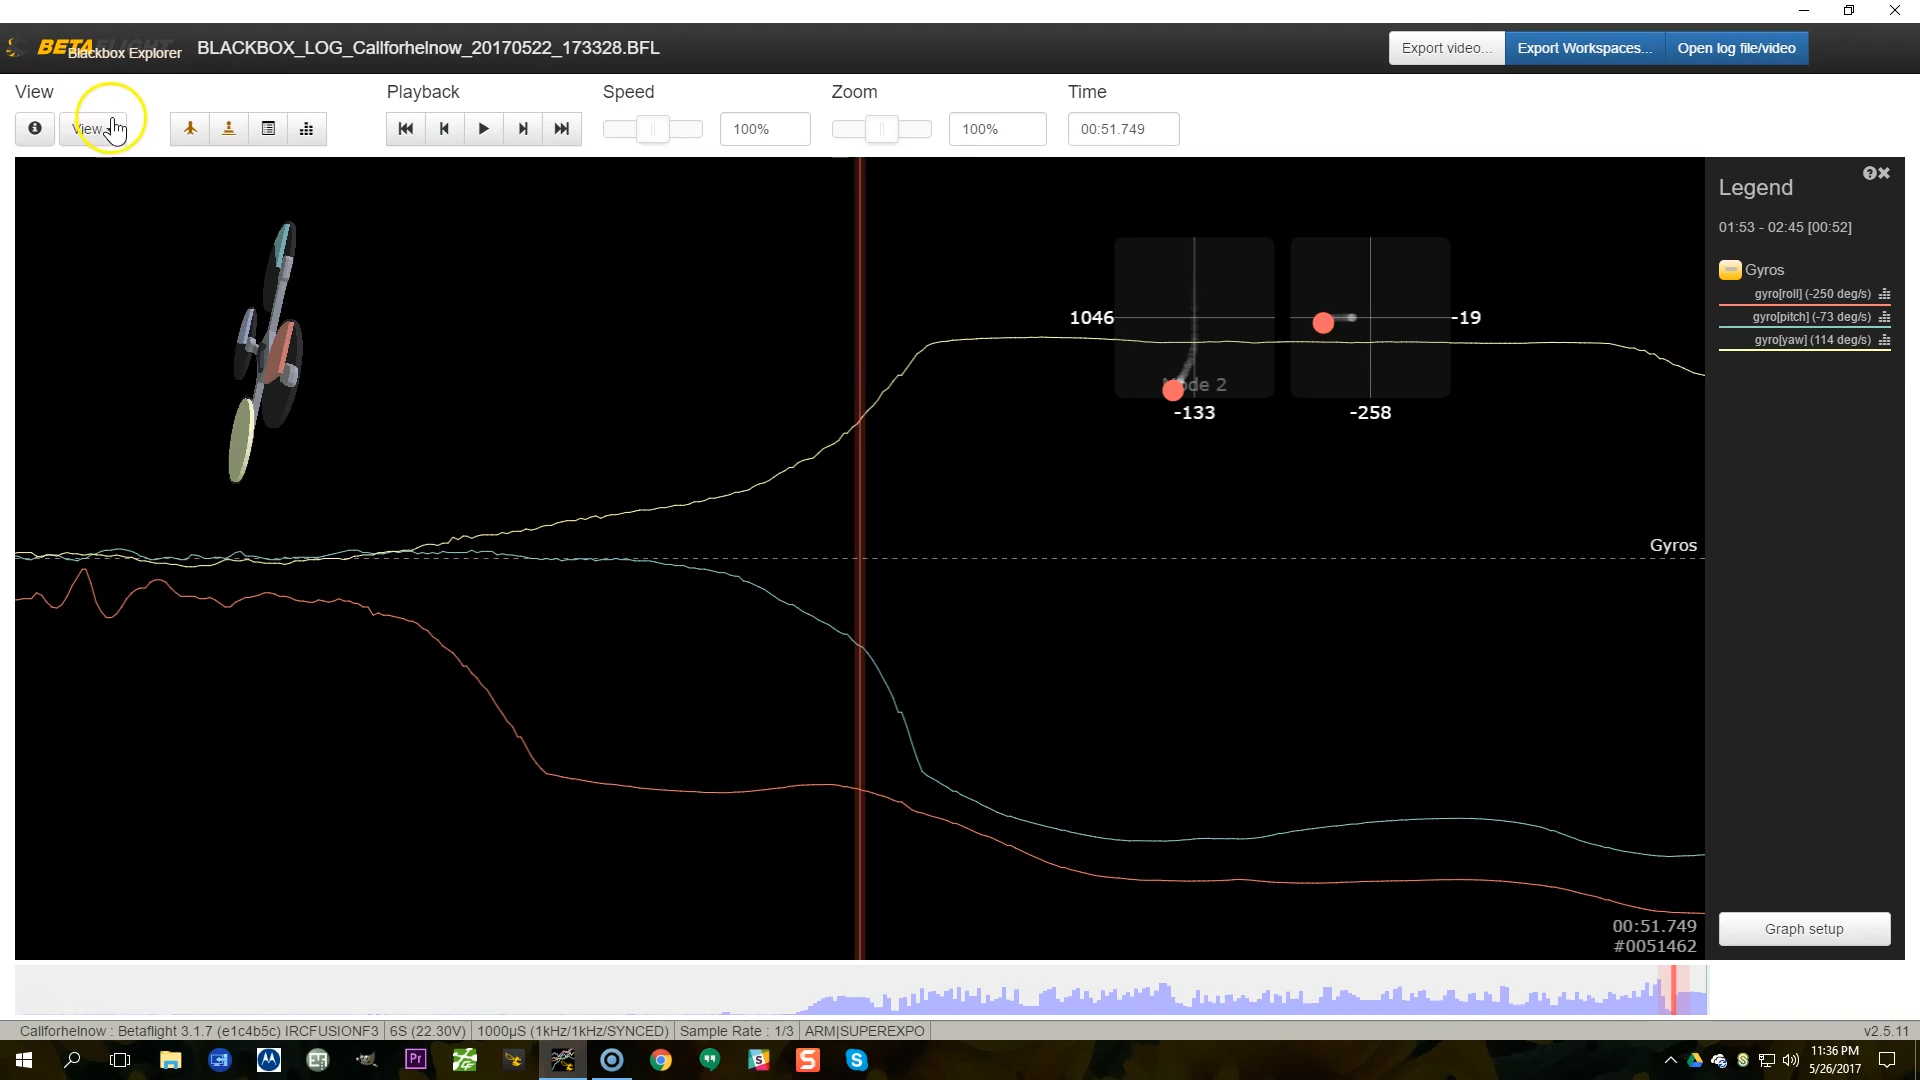 BETAFLIGHT
Blackbox Explorer
BLACKBOX_LOG_Callforhelnow_20170522_173328.BFL
Export video...
Export Workspaces...
Open log file/video
View
Playback
Speed
Zoom
Time
View
100%
100%
00:51.749
Legend
01:53 - 02:45 [00:52]
Gyros
gyro[roll] (-250 deg/s)
gyro[pitch] (-73 deg/s)
gyro[yaw] (114 deg/s)
1046
-19
Mode 2
-133
-258
Gyros
00:51.749
#0051462
Graph setup
Callforhelnow : Betaflight 3.1.7 (e1c4b5c) IRCFUSIONF3
6S (22.30V)
1000µS (1kHz/1kHz/SYNCED)
Sample Rate : 1/3
ARM|SUPEREXPO
v2.5.11
Pr
11:36 PM
5/26/2017